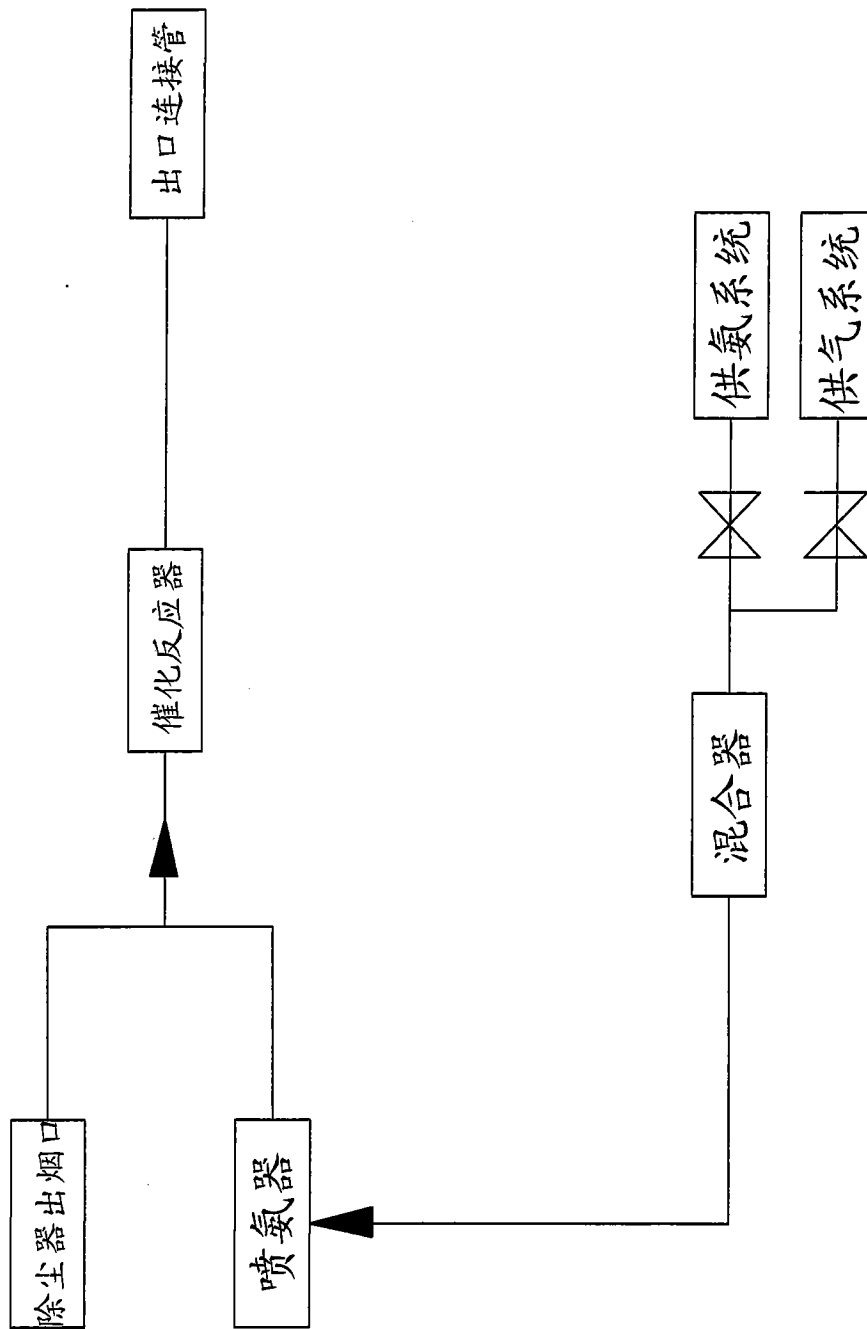 除尘器出烟口
喷氨器
催化反应器
出口连接管
混合器
供氨系统
供气系统